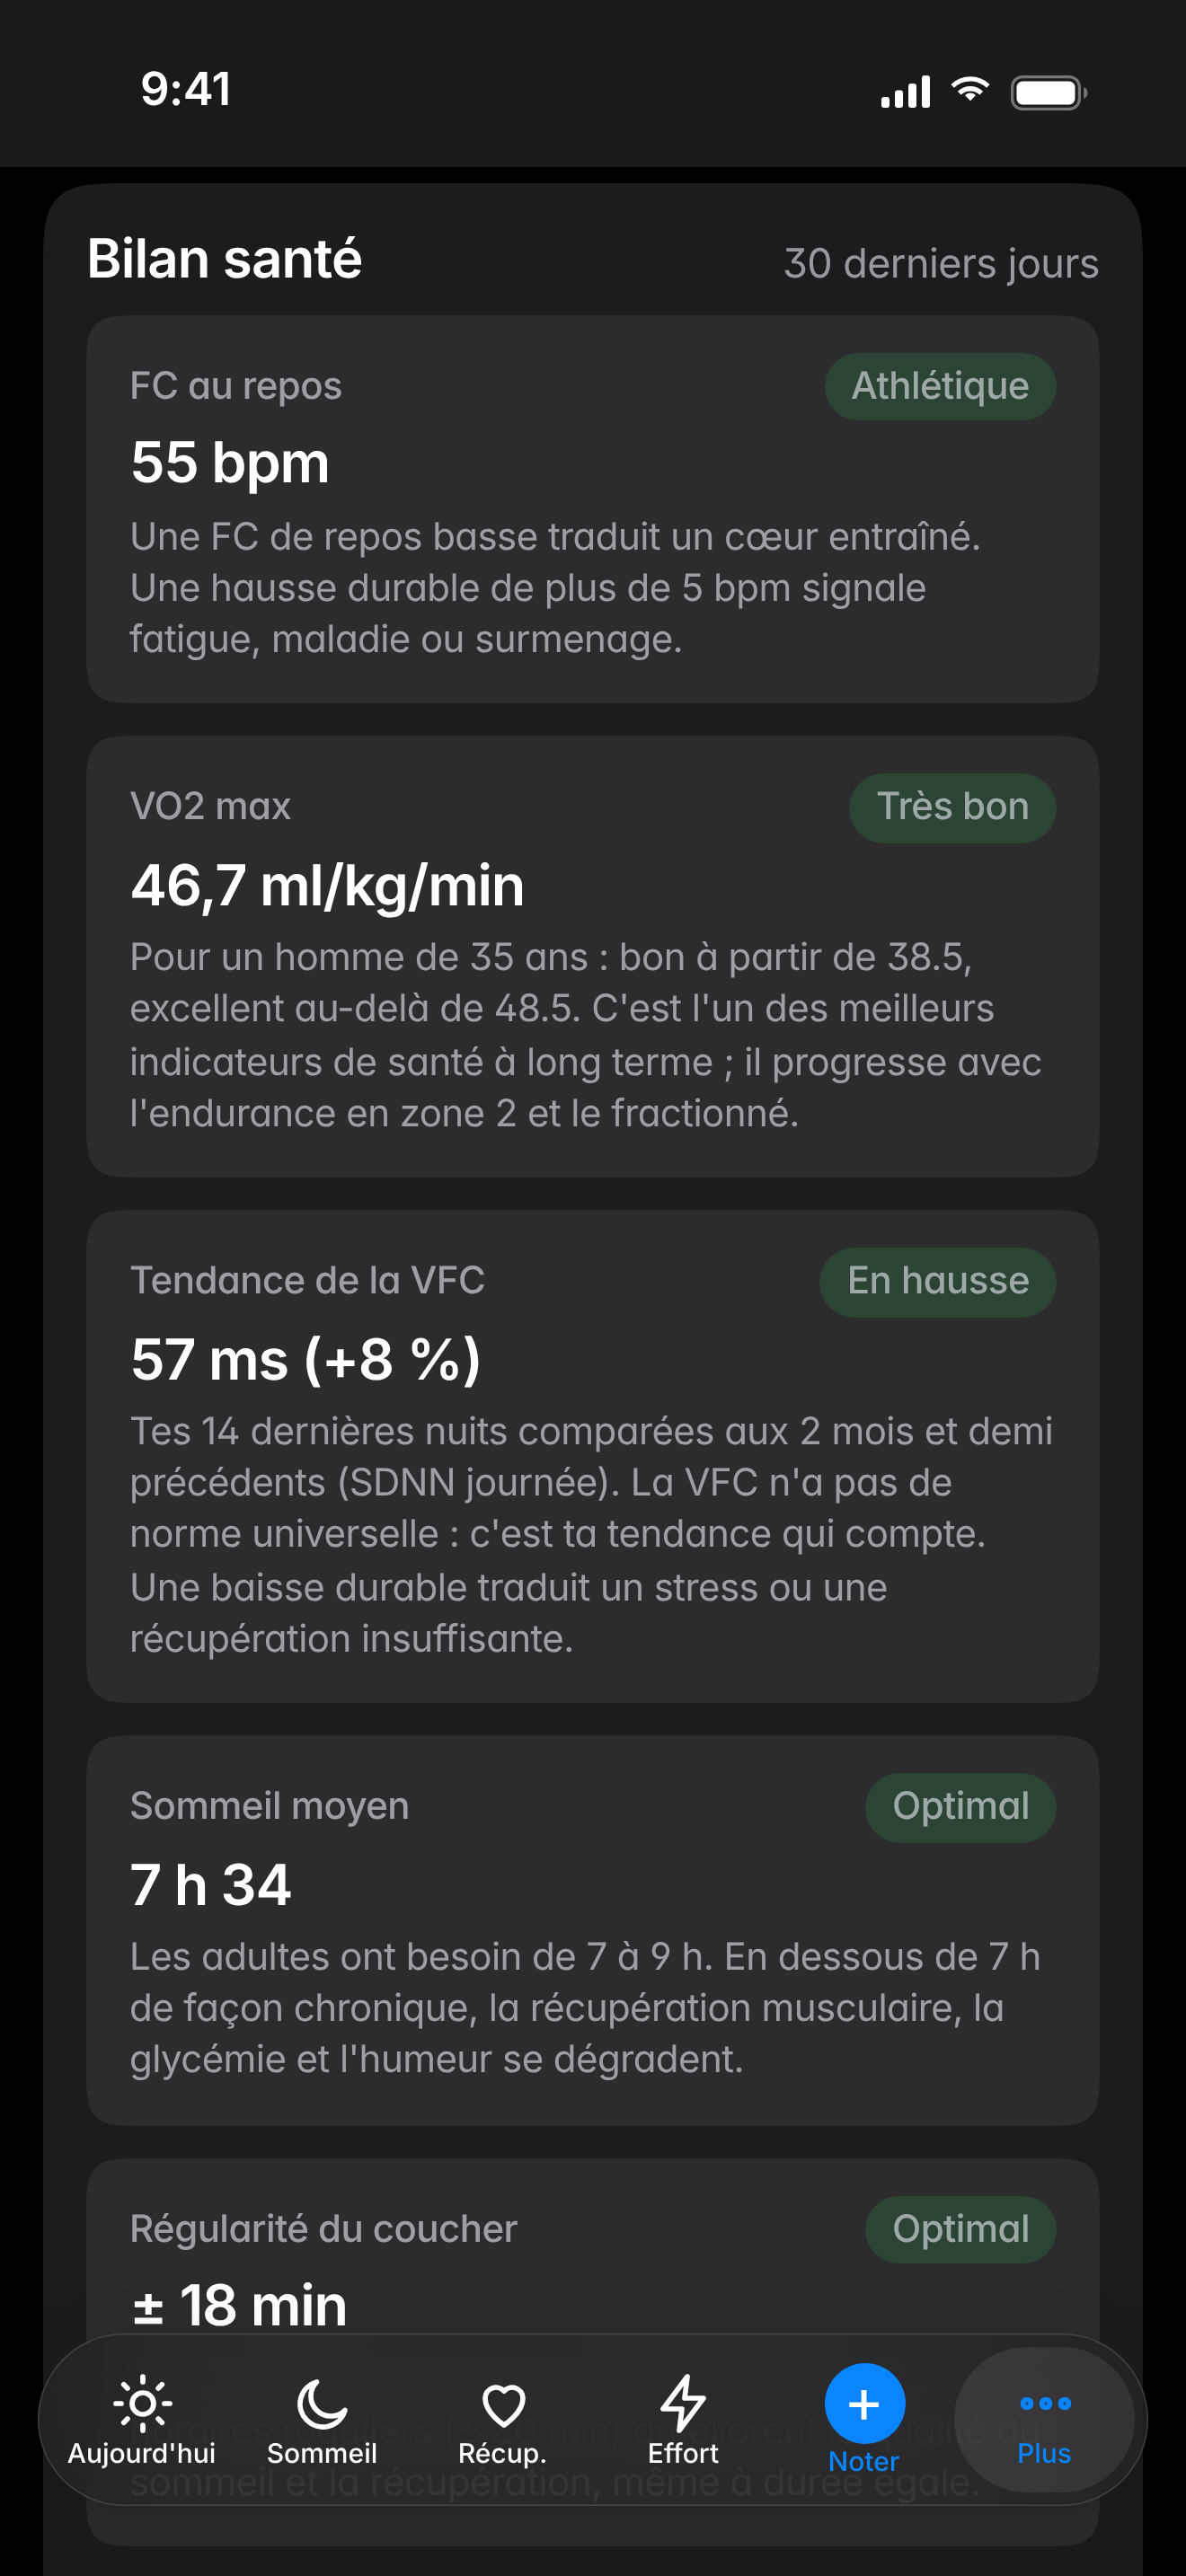 9:41
Bilan santé
30 derniers jours
FC au repos
Athlétique
55 bpm
Une FC de repos basse traduit un cœur entraîné.
Une hausse durable de plus de 5 bpm signale
fatigue, maladie ou surmenage.
VO2 max
Très bon
46,7 ml/kg/min
Pour un homme de 35 ans : bon à partir de 38.5,
excellent au-delà de 48.5. C'est l'un des meilleurs
indicateurs de santé à long terme ; il progresse avec
l'endurance en zone 2 et le fractionné.
Tendance de la VFC
En hausse
57 ms (+8 %)
Tes 14 dernières nuits comparées aux 2 mois et demi
précédents (SDNN journée). La VFC n'a pas de
norme universelle : c'est ta tendance qui compte.
Une baisse durable traduit un stress ou une
récupération insuffisante.
Sommeil moyen
Optimal
7 h 34
Les adultes ont besoin de 7 à 9 h. En dessous de 7 h
de façon chronique, la récupération musculaire, la
glycémie et l'humeur se dégradent.
Régularité du coucher
Optimal
± 18 min
sommeil et la récupération, même à durée égale.
Aujourd'hui
Sommeil
Récup.
Effort
Noter
Plus